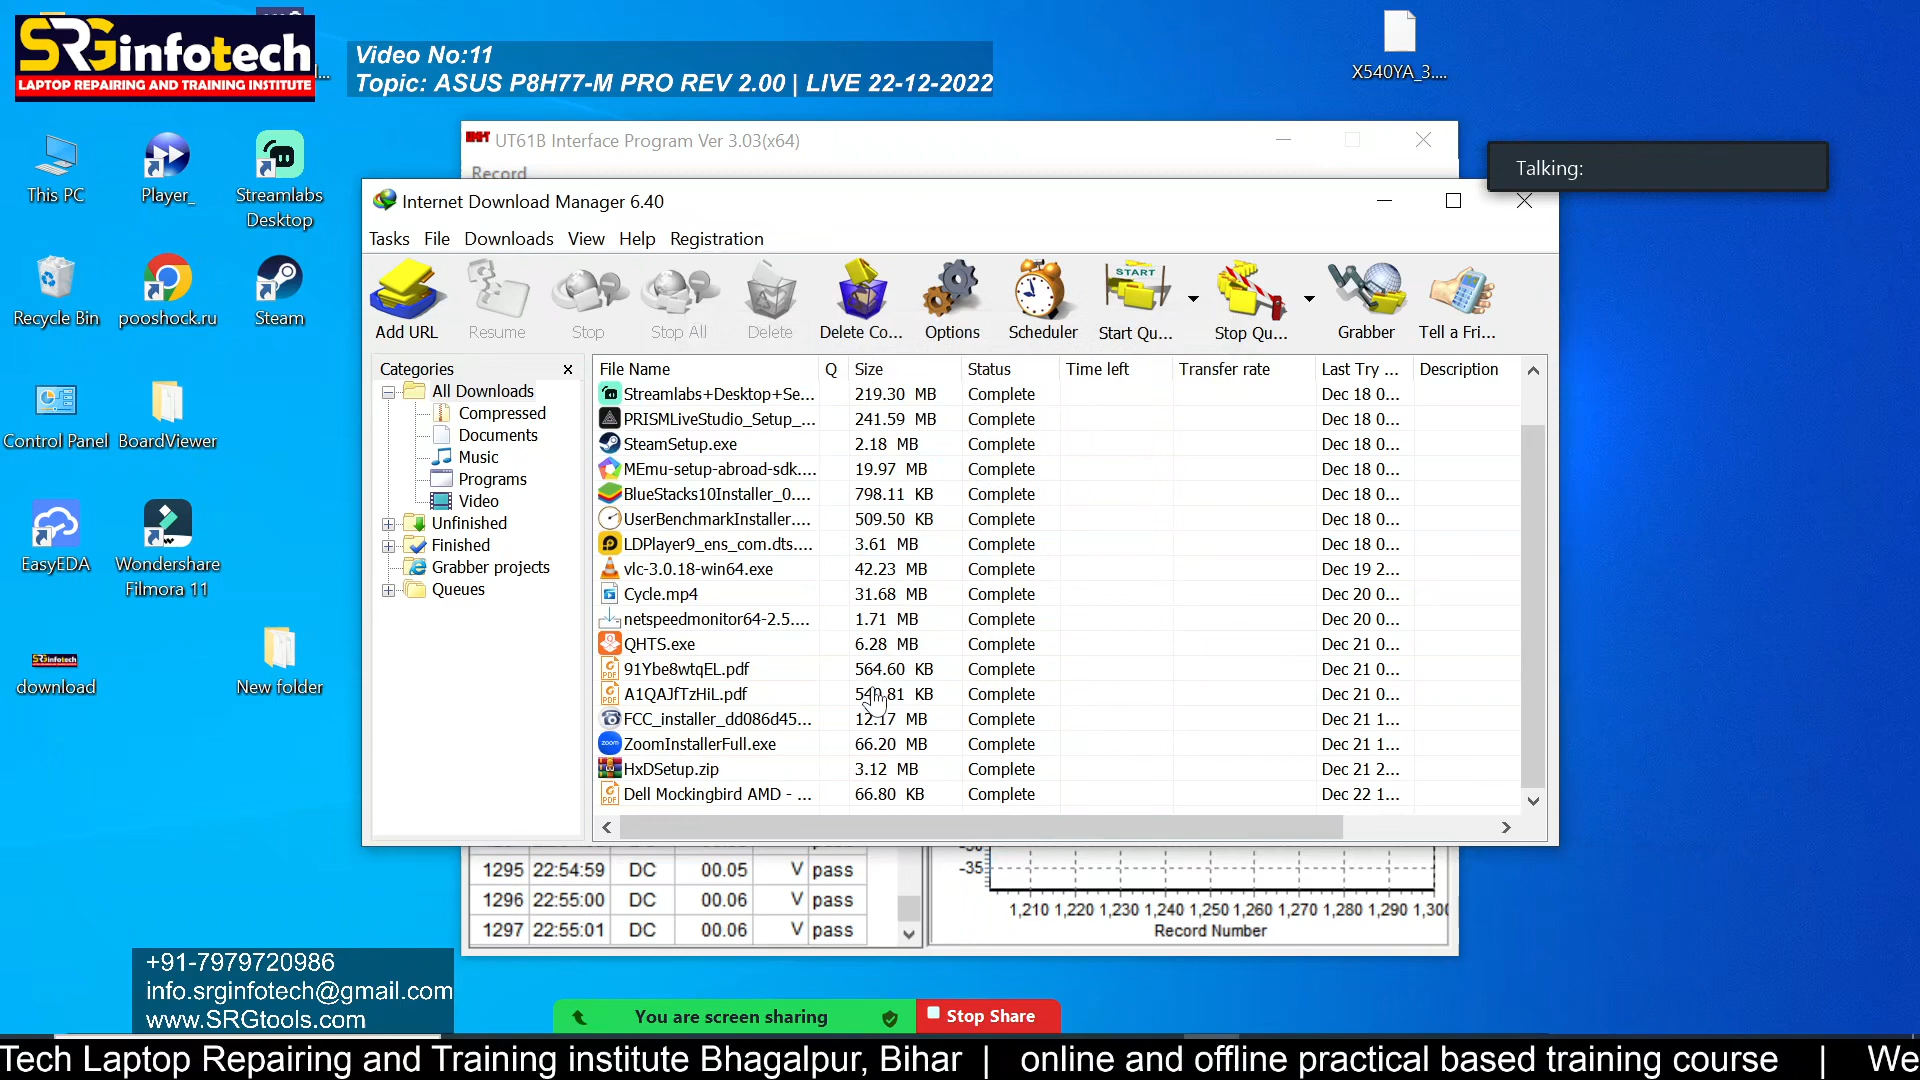 SRGinfotech
LAPTOP REPAIRING AND TRAINING INSTITUTE
Video No:11
Topic: ASUS P8H77-M PRO REV 2.00 | LIVE 22-12-2022
X540YA_3....
This PC
Player_
Streamlabs
Desktop
Recycle Bin
pooshock.ru
Steam
Control Panel
BoardViewer
EasyEDA
Wondershare
Filmora 11
SRGinfotech
download
New folder
UT61B Interface Program Ver 3.03(x64)
Record
Talking:
Internet Download Manager 6.40
Tasks File Downloads View Help Registration
START
Add URL Resume Stop Stop All Delete Delete Co... Options Scheduler Start Qu... Stop Qu... Grabber Tell a Fri...
Categories
All Downloads
Compressed
Documents
Music
Programs
Video
Unfinished
Finished
Grabber projects
Queues
File Name Q Size Status Time left Transfer rate Last Try ... Description
Streamlabs+Desktop+Se... 219.30 MB Complete Dec 18 0...
PRISMLiveStudio_Setup_... 241.59 MB Complete Dec 18 0...
SteamSetup.exe 2.18 MB Complete Dec 18 0...
MEmu-setup-abroad-sdk.... 19.97 MB Complete Dec 18 0...
BlueStacks10Installer_0.... 798.11 KB Complete Dec 18 0...
UserBenchmarkInstaller.... 509.50 KB Complete Dec 18 0...
LDPlayer9_ens_com.dts.... 3.61 MB Complete Dec 18 0...
vlc-3.0.18-win64.exe 42.23 MB Complete Dec 19 2...
Cycle.mp4 31.68 MB Complete Dec 20 0...
netspeedmonitor64-2.5.... 1.71 MB Complete Dec 20 0...
QHTS.exe 6.28 MB Complete Dec 21 0...
PDF 91Ybe8wtqEL.pdf 564.60 KB Complete Dec 21 0...
PDF A1QAJfTzHiL.pdf KB Complete Dec 21 0...
FCC_installer_dd086d45... 12.17 MB Complete Dec 21 1...
zoom ZoomInstallerFull.exe 66.20 MB Complete Dec 21 1...
HxDSetup.zip 3.12 MB Complete Dec 21 2...
PDF Dell Mockingbird AMD - ... 66.80 KB Complete Dec 22 1...
1295 22:54:59 DC 00.05 V pass
1296 22:55:00 DC 00.06 V pass
1297 22:55:01 DC 00.06 V pass
-35
1,210 1,220 1,230 1,240 1,250 1,260 1,270 1,280 1,290 1,300
Record Number
+91-7979720986
info.srginfotech@gmail.com
www.SRGtools.com
You are screen sharing
Stop Share
Tech Laptop Repairing and Training institute Bhagalpur, Bihar | online and offline practical based training course | We